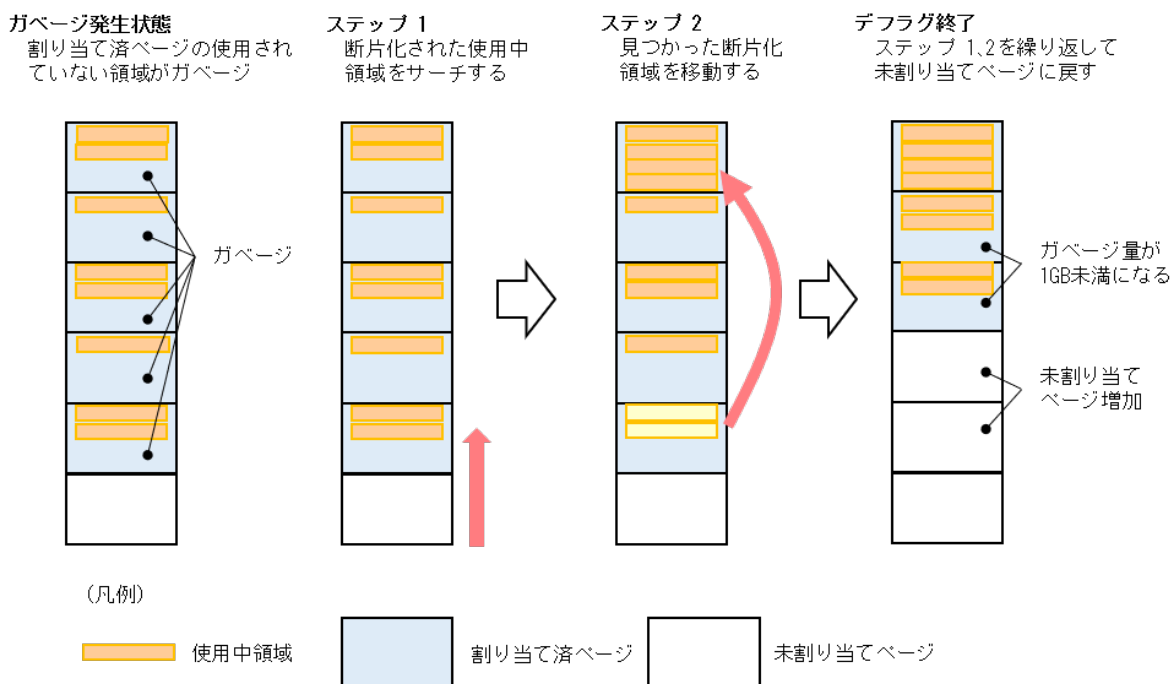 ガベージ発生状態
割り当て済ページの使用され
ていない領域がガベージ
ステップ 1
断片化された使用中
領域をサーチする
ステップ 2
見つかった断片化
領域を移動する
デフラグ終了
ステップ 1、2を繰り返して
未割り当てページに戻す
ガベージ
ガベージ量が
1GB未満になる
未割り当て
ページ増加
(凡例)
使用中領域
割り当て済ページ
未割り当てページ